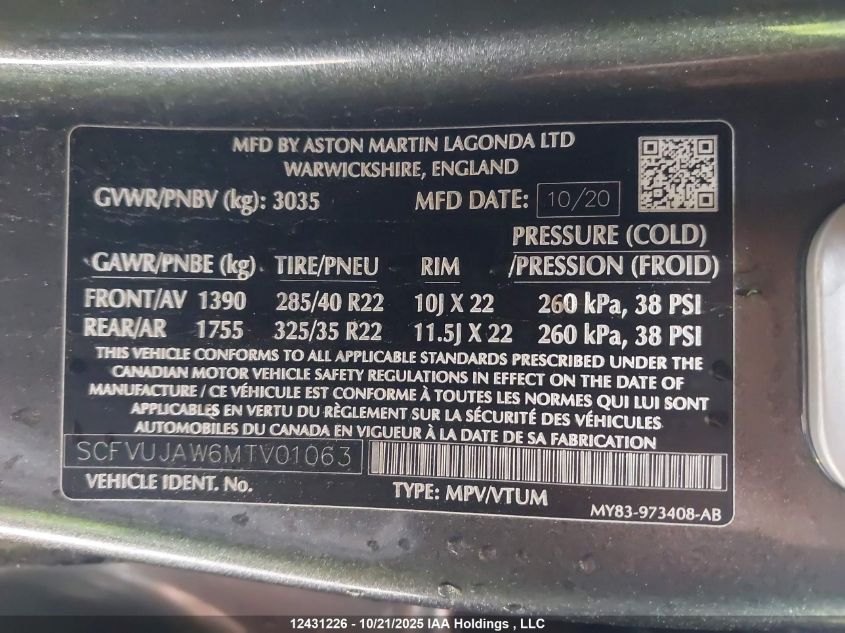 MFD BY ASTON MARTIN LAGONDA LTD
WARWICKSHIRE, ENGLAND
GVWR/PNBV (kg): 3035 MFD DATE: 10/20
PRESSURE (COLD)
GAWR/PNBE (kg) TIRE/PNEU RIM /PRESSION (FROID)
FRONT/AV 1390 285/40 R22 10J X 22 260 kPa, 38 PSI
REAR/AR 1755 325/35 R22 11.5J X 22 260 kPa, 38 PSI
THIS VEHICLE CONFORMS TO ALL APPLICABLE STANDARDS PRESCRIBED UNDER THE
CANADIAN MOTOR VEHICLE SAFETY REGULATIONS IN EFFECT ON THE DATE OF
MANUFACTURE / CE VÉHICULE EST CONFORME À TOUTES LES NORMES QUI LUI SONT
APPLICABLES EN VERTU DU RÈGLEMENT SUR LA SÉCURITÉ DES VÉHICULES
AUTOMOBILES DU CANADA EN VIGUEUR À LA DATE DE SA FABRICATION
SCFVUJAW6MTV01063
VEHICLE IDENT. No. TYPE: MPV/VTUM MY83-973408-AB
12431226 - 10/21/2025 IAA Holdings , LLC